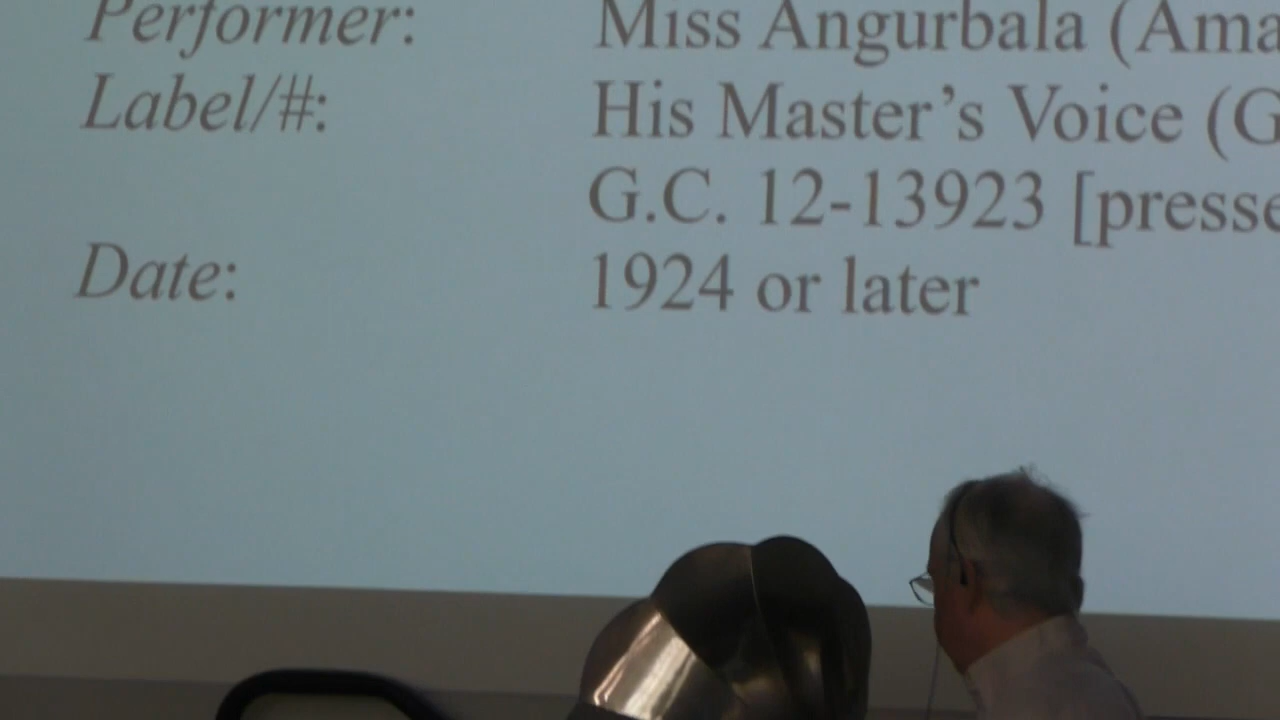 Performer: Miss Angurbala (Ama
Label/#: His Master's Voice (G
G.C. 12-13923 [presse
Date: 1924 or later